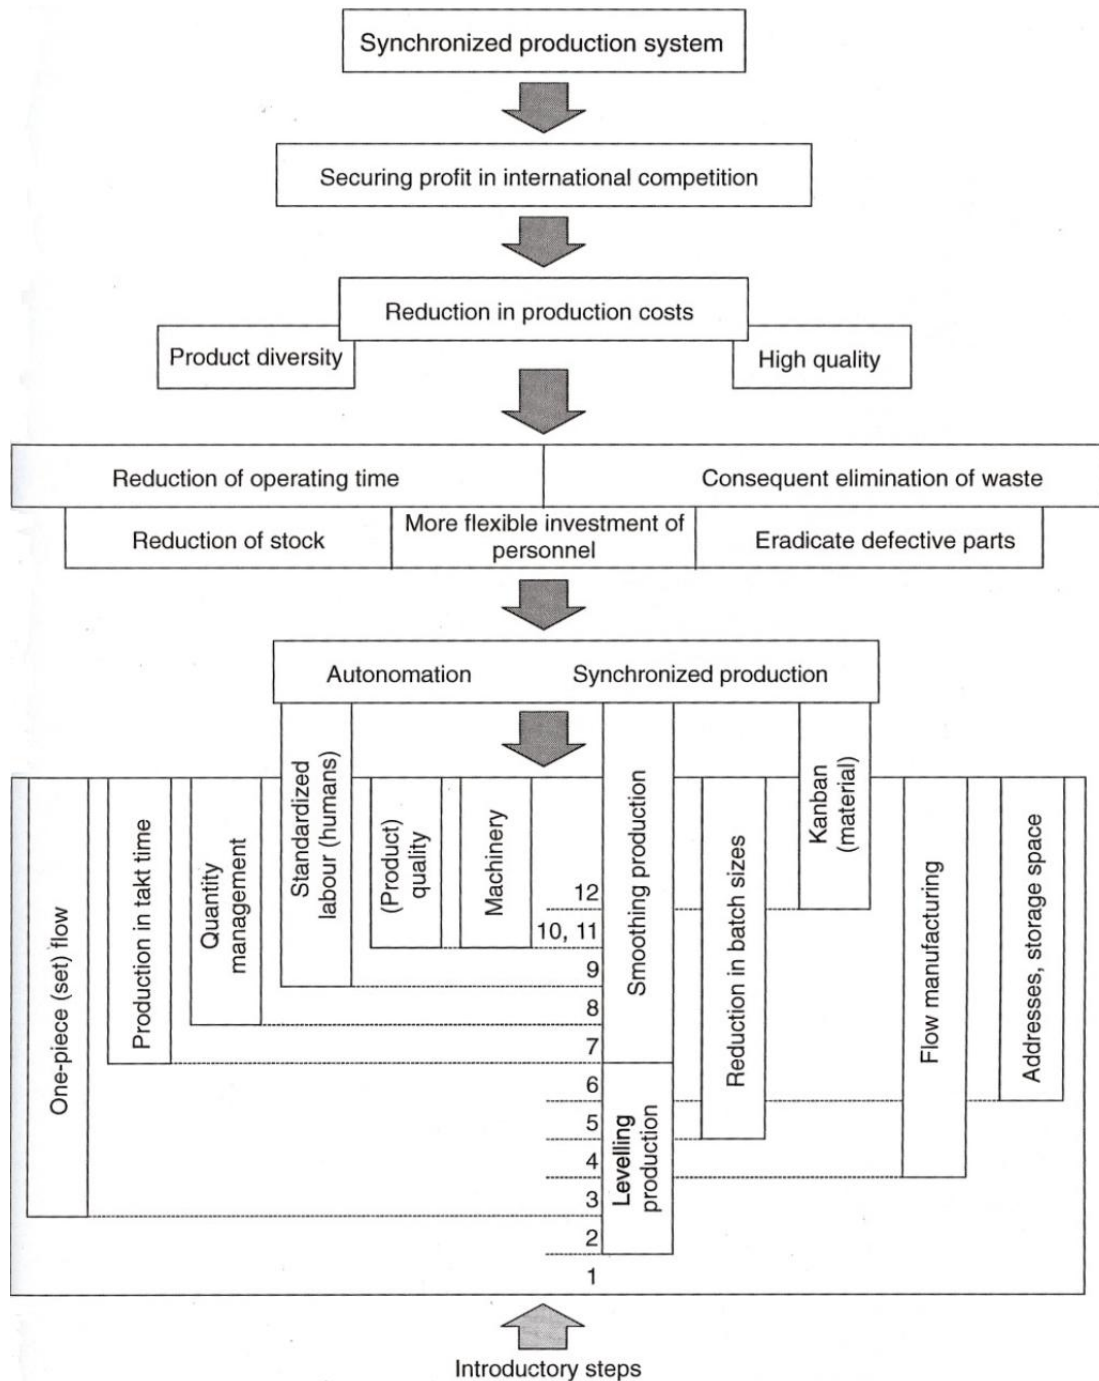 Synchronized production system
Securing profit in international competition
Reduction in production costs
Product diversity
High quality
Reduction of operating time
Consequent elimination of waste
Reduction of stock
More flexible investment of
personnel
Eradicate defective parts
Autonomation
Synchronized production
One-piece (set) flow
Production in takt time
Quantity
management
Standardized
labour (humans)
(Product)
quality
Machinery
12
10, 11
9
8
7
6
5
4
3
2
1
Smoothing production
Levelling
production
Reduction in batch sizes
Kanban
(material)
Flow manufacturing
Addresses, storage space
Introductory steps